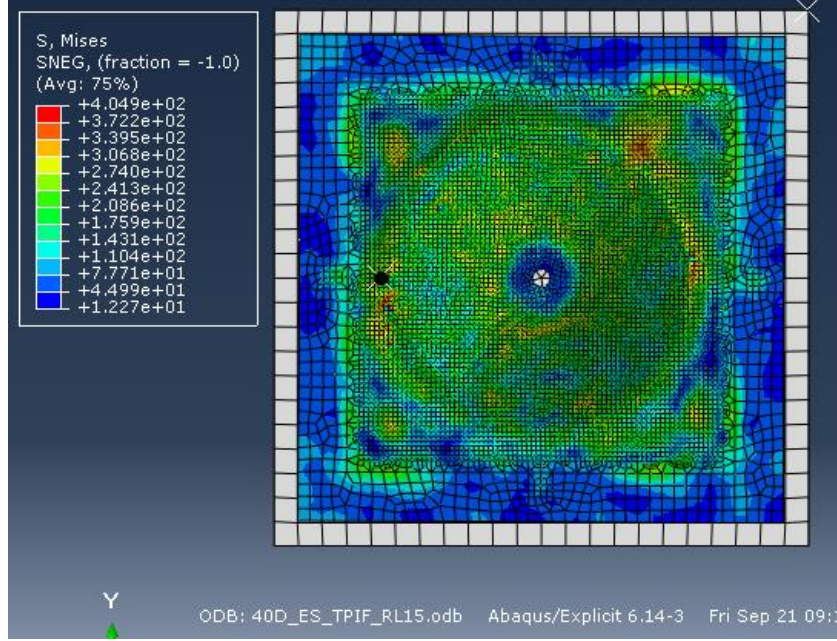 S, Mises
SNEG, (fraction = -1.0)
(Avg: 75%)
+4.049e+02
+3.722e+02
+3.395e+02
+3.068e+02
+2.740e+02
+2.413e+02
+2.086e+02
+1.759e+02
+1.431e+02
+1.104e+02
+7.771e+01
+4.499e+01
+1.227e+01
Y
ODB: 40D_ES_TPIF_RL15.odb Abaqus/Explicit 6.14-3 Fri Sep 21 09: